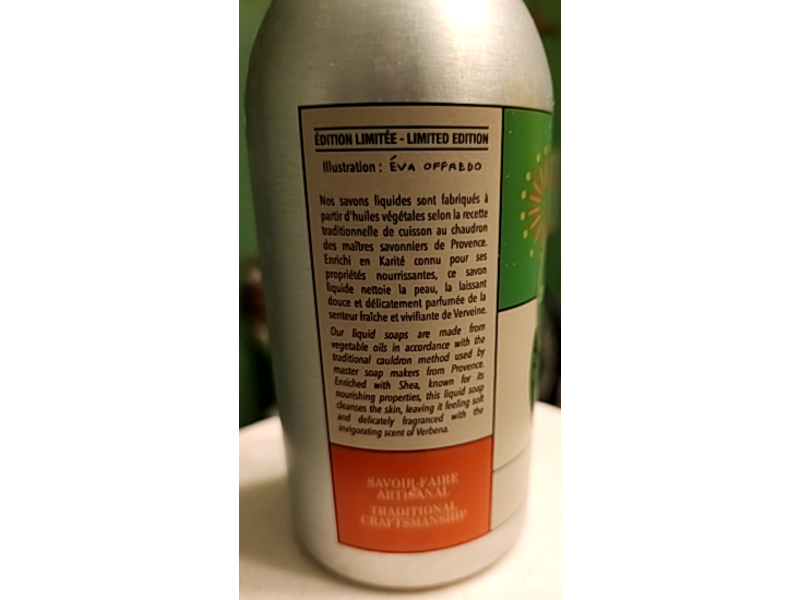 ÉDITION LIMITÉE - LIMITED EDITION
Illustration : ÉVA OFFREDO
Nos savons liquides sont fabriqués à
partir d'huiles végétales selon la recette
traditionnelle de cuisson au chaudron
des maîtres savonniers de Provence.
Enrichi en Karité connu pour ses
propriétés nourrissantes, ce savon
liquide nettoie la peau, la laissant
douce et délicatement parfumée de la
senteur fraîche et vivifiante de Verveine.
Our liquid soaps are made from
vegetable oils in accordance with the
traditional cauldron method used by
master soap makers from Provence.
Enriched with Shea, known for its
nourishing properties, this liquid soap
cleanses the skin, leaving it feeling soft
and delicately fragranced with the
invigorating scent of Verbena.
SAVOIR-FAIRE
ARTISANAL
TRADITIONAL
CRAFTSMANSHIP